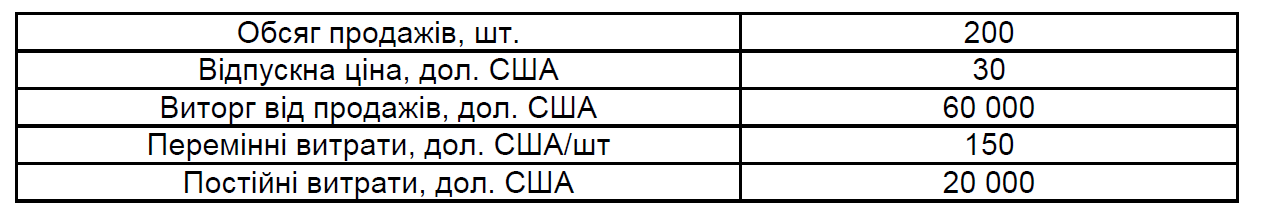 Обсяг продажів, шт. 200
Відпускна ціна, дол. США 30
Виторг від продажів, дол. США 60 000
Перемінні витрати, дол. США/шт 150
Постійні витрати, дол. США 20 000